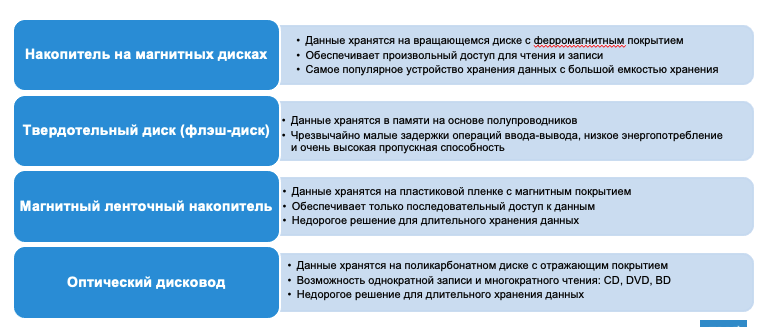 Накопитель на магнитных дисках
• Данные хранятся на вращающемся диске с ферромагнитным покрытием
• Обеспечивает произвольный доступ для чтения и записи
• Самое популярное устройство хранения данных с большой емкостью хранения
Твердотельный диск (флэш-диск)
• Данные хранятся в памяти на основе полупроводников
• Чрезвычайно малые задержки операций ввода-вывода, низкое энергопотребление
и очень высокая пропускная способность
Магнитный ленточный накопитель
• Данные хранятся на пластиковой пленке с магнитным покрытием
• Обеспечивает только последовательный доступ к данным
• Недорогое решение для длительного хранения данных
Оптический дисковод
• Данные хранятся на поликарбонатном диске с отражающим покрытием
• Возможность однократной записи и многократного чтения: CD, DVD, BD
• Недорогое решение для длительного хранения данных